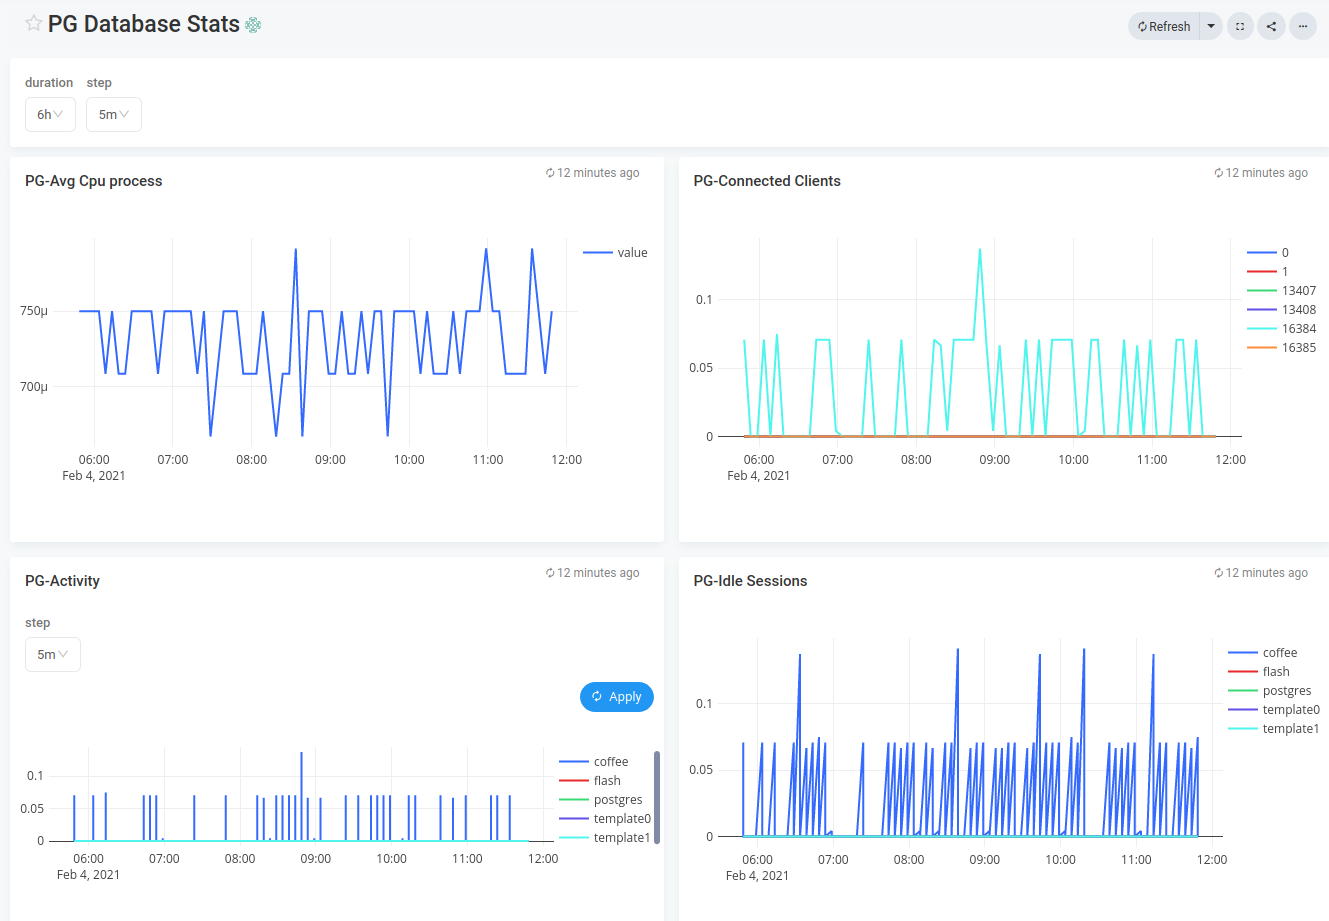 PG Database Stats
Refresh
duration step
6h 5m
PG-Avg Cpu process
12 minutes ago
value
750μ
700μ
06:00 07:00 08:00 09:00 10:00 11:00 12:00
Feb 4, 2021
PG-Connected Clients
12 minutes ago
0
1
13407
13408
16384
16385
0.1
0.05
0
06:00 07:00 08:00 09:00 10:00 11:00 12:00
Feb 4, 2021
PG-Activity
12 minutes ago
step
5m
Apply
coffee
flash
postgres
template0
template1
0.1
0.05
0
06:00 07:00 08:00 09:00 10:00 11:00 12:00
Feb 4, 2021
PG-Idle Sessions
12 minutes ago
coffee
flash
postgres
template0
template1
0.1
0.05
0
06:00 07:00 08:00 09:00 10:00 11:00 12:00
Feb 4, 2021